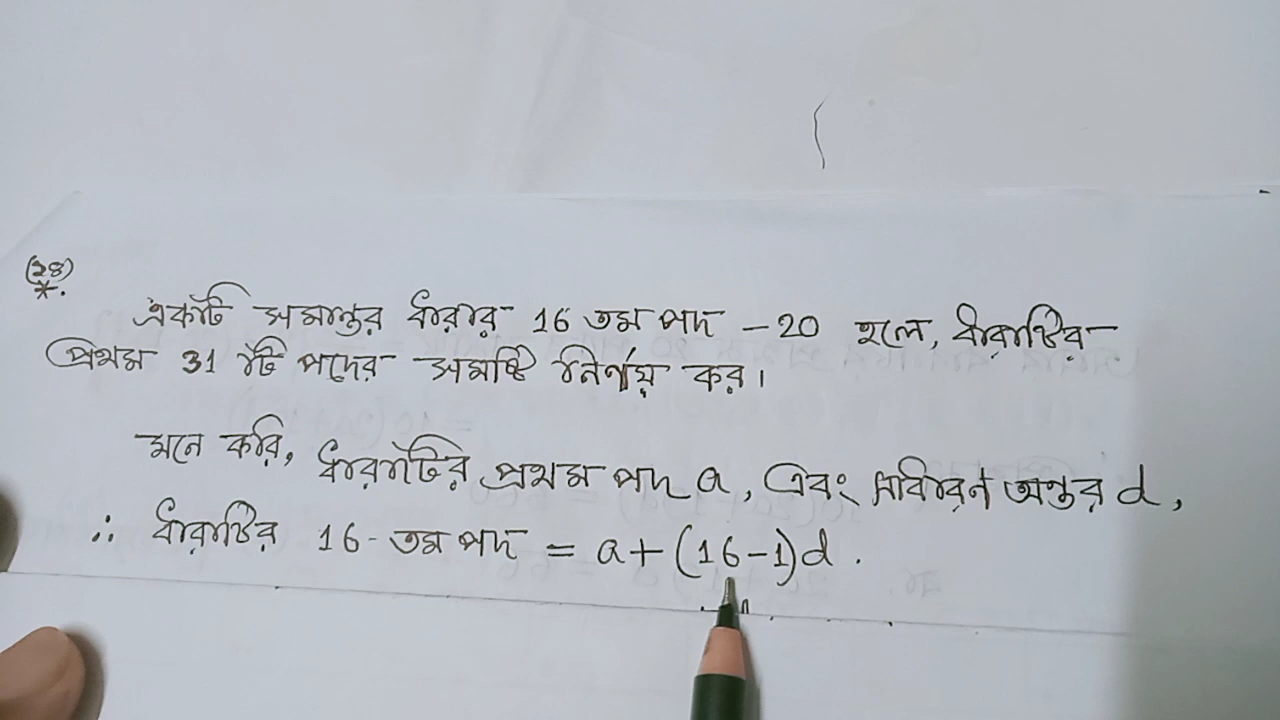 (28)
*.
একটি সমান্তর ধারার 16 তম পদ -20 হলে, ধারাটির
প্রথম 31 টি পদের সমষ্টি নির্ণয় কর।
মনে করি, ধারাটির প্রথম পদ a, এবং সাধারণ অন্তর d,
∴ ধারাটির 16-তম পদ = a+(16-1)d.